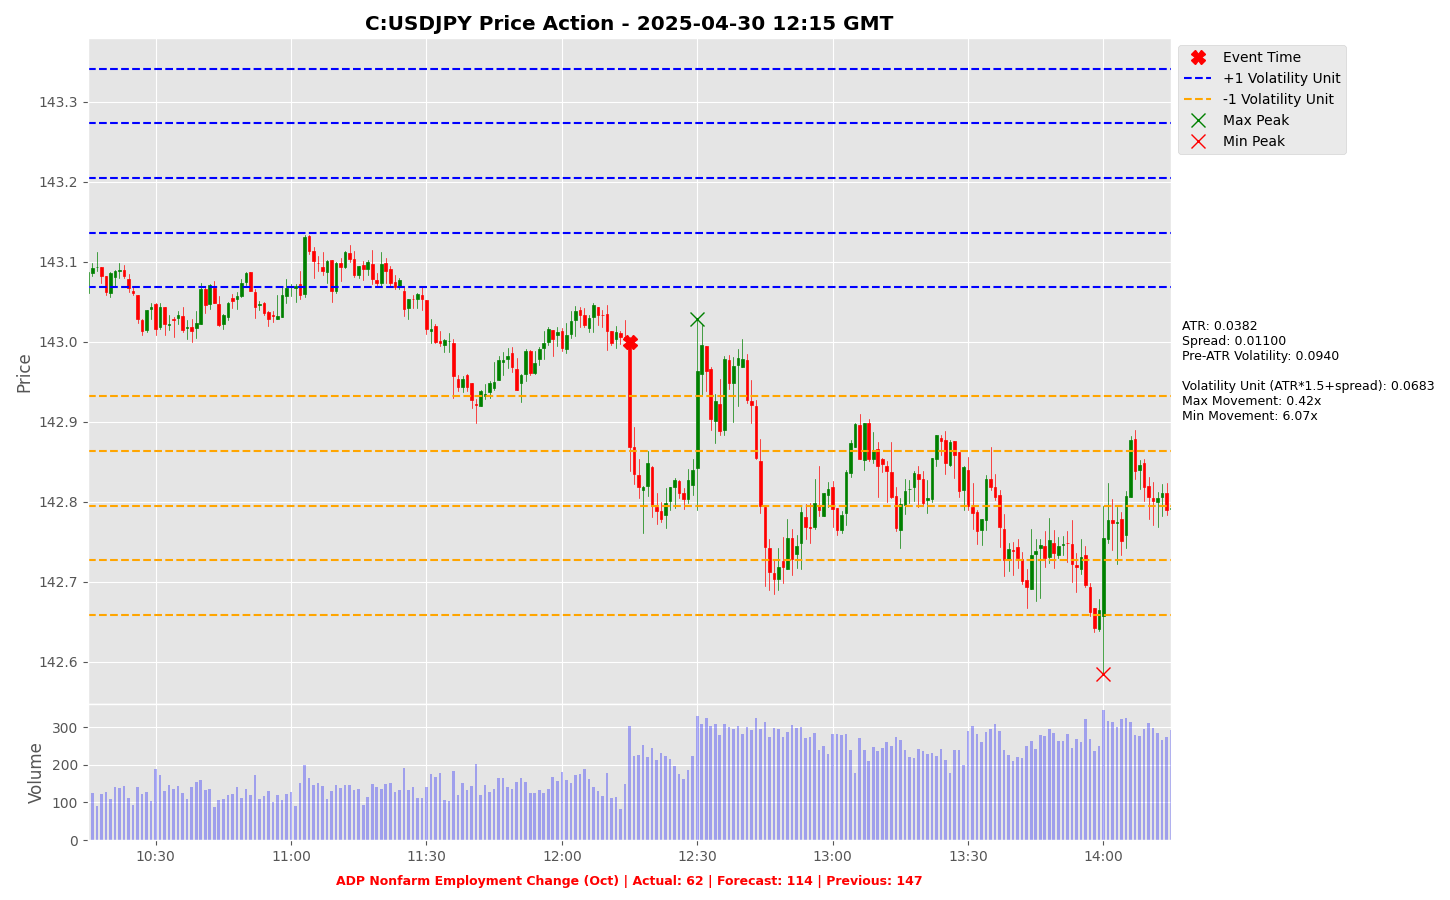 C:USDJPY Price Action - 2025-04-30 12:15 GMT
Event Time
+1 Volatility Unit
-1 Volatility Unit
Max Peak
Min Peak
Price
143.3
143.2
143.1
143.0
142.9
142.8
142.7
142.6
ATR: 0.0382
Spread: 0.01100
Pre-ATR Volatility: 0.0940
Volatility Unit (ATR*1.5+spread): 0.0683
Max Movement: 0.42x
Min Movement: 6.07x
Volume
300
200
100
0
10:30 11:00 11:30 12:00 12:30 13:00 13:30 14:00
ADP Nonfarm Employment Change (Oct) | Actual: 62 | Forecast: 114 | Previous: 147